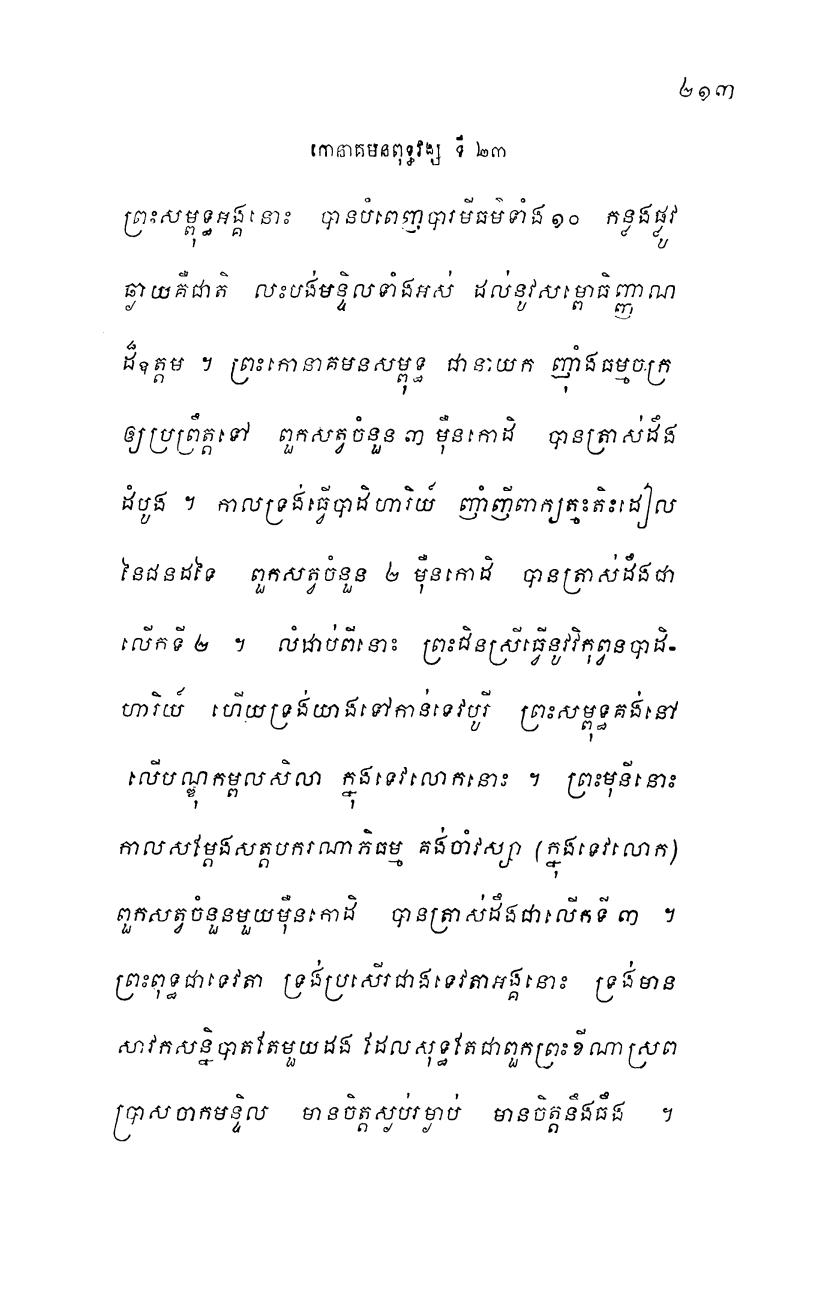 ២១៣
កោនាគមនពុទ្ធវង្ស ទី ២៣
ព្រះសម្ពុទ្ធអង្គនោះ បានបំពេញបារមីធម៌ទាំង ១០ កន្លងផ្លូវ
ឆ្ងាយគឺជាតិ លះបង់មន្ទិលទាំងអស់ ដល់នូវសម្ពោធិញ្ញាណ
ដ៏ឧត្តម ។ ព្រះកោនាគមនសម្ពុទ្ធ ជានាយក ញ៉ាំងធម្មចក្រ
ឲ្យប្រព្រឹត្តទៅ ពួកសត្វចំនួន ៣ ម៉ឺនកោដិ បានត្រាស់ដឹង
ដំបូង ។ កាលទ្រង់ធ្វើបាដិហារិយ៍ ញាំញីពាក្យត្មះតិះដៀល
នៃជនដទៃ ពួកសត្វចំនួន ២ ម៉ឺនកោដិ បានត្រាស់ដឹងជា
លើកទី ២ ។ លំដាប់ពីនោះ ព្រះជិនស្រីធ្វើនូវវិកុព្វនបាដិ-
ហារិយ៍ ហើយទ្រង់យាងទៅកាន់ទេវបូរី ព្រះសម្ពុទ្ធគង់នៅ
លើបណ្ឌុកម្ពលសិលា ក្នុងទេវលោកនោះ ។ ព្រះមុនីនោះ
កាលសម្ដែងសត្តបករណាភិធម្ម គង់ចាំវស្សា (ក្នុងទេវលោក)
ពួកសត្វចំនួនមួយម៉ឺនកោដិ បានត្រាស់ដឹងជាលើកទី ៣ ។
ព្រះពុទ្ធជាទេវតា ទ្រង់ប្រសើរជាងទេវតាអង្គនោះ ទ្រង់មាន
សាវកសន្និបាតតែមួយដង ដែលសុទ្ធតែជាពួកព្រះខីណាស្រព
ប្រាសចាកមន្ទិល មានចិត្តស្ងប់រម្ងាប់ មានចិត្តនឹងធឹង ។